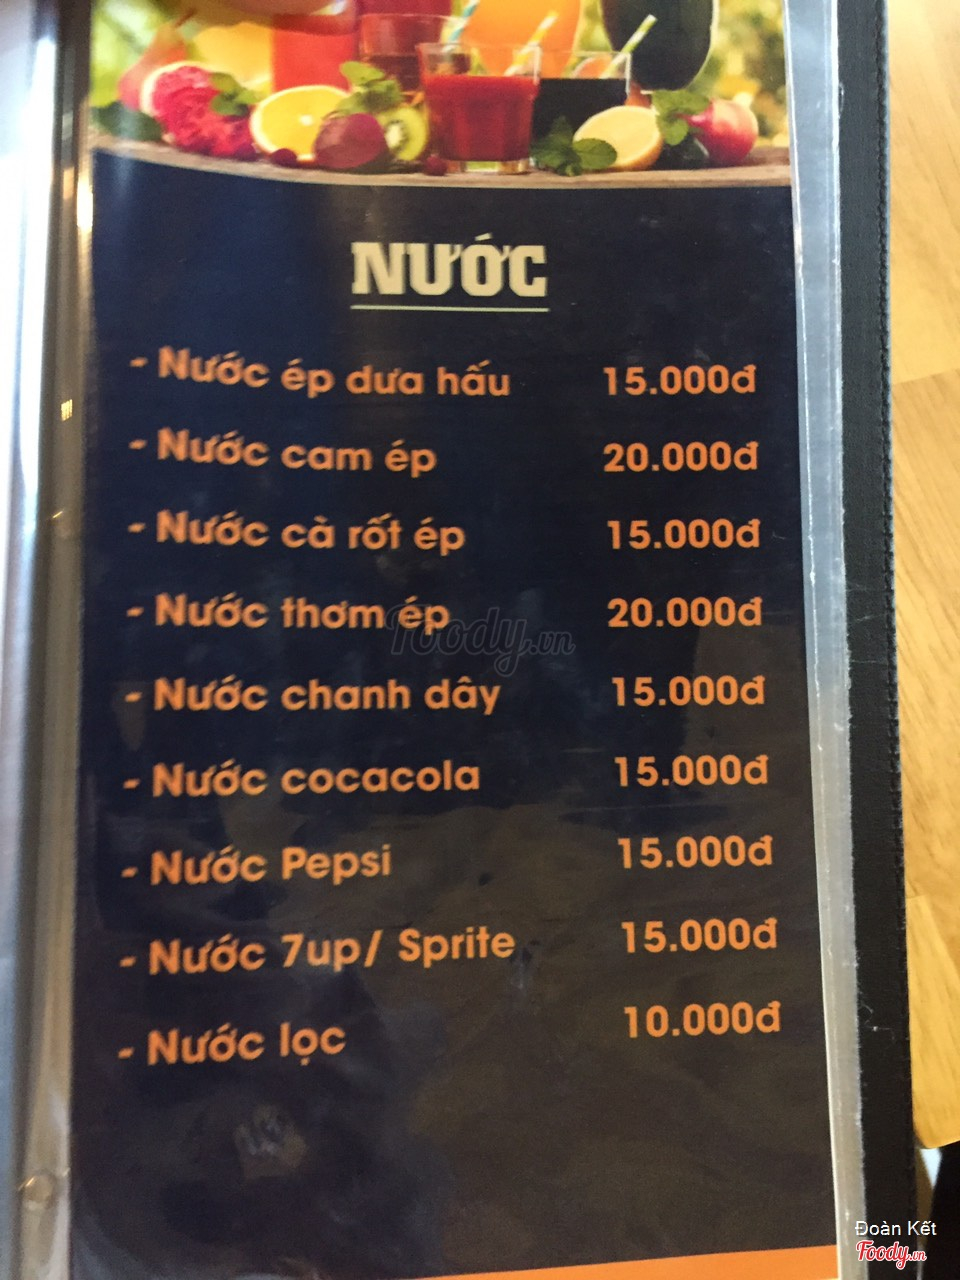 NƯỚC
- Nước ép dưa hấu 15.000đ
- Nước cam ép 20.000đ
- Nước cà rốt ép 15.000đ
- Nước thơm ép 20.000đ
Foody.vn
- Nước chanh dây 15.000đ
- Nước cocacola 15.000đ
- Nước Pepsi 15.000đ
- Nước 7up/ Sprite 15.000đ
- Nước lọc 10.000đ
Đoàn Kết
Foody.vn